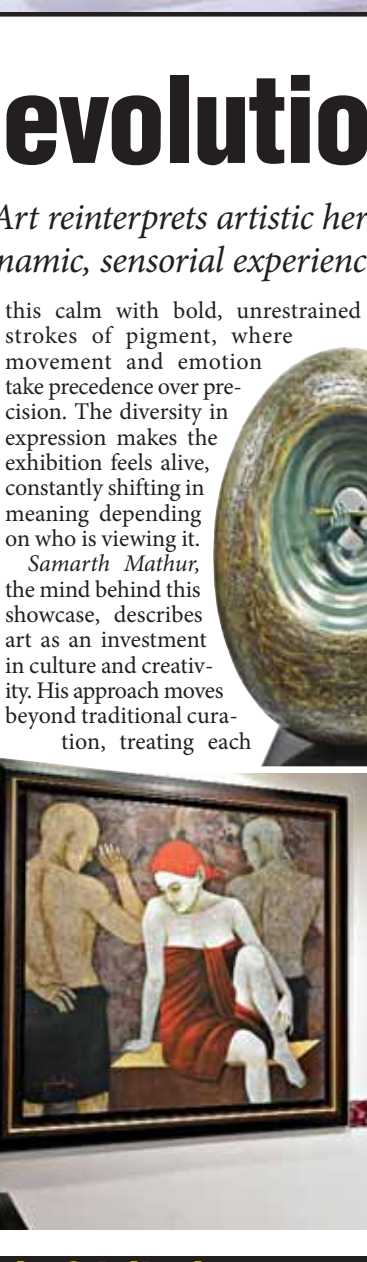 evolutio
Art reinterprets artistic her
namic, sensorial experienc
this calm with bold, unrestrained
strokes of pigment, where
movement and emotion
take precedence over pre-
cision. The diversity in
expression makes the
exhibition feels alive,
constantly shifting in
meaning depending
on who is viewing it.
Samarth Mathur,
the mind behind this
showcase, describes
art as an investment
in culture and creativ-
ity. His approach moves
beyond traditional cura-
tion, treating each